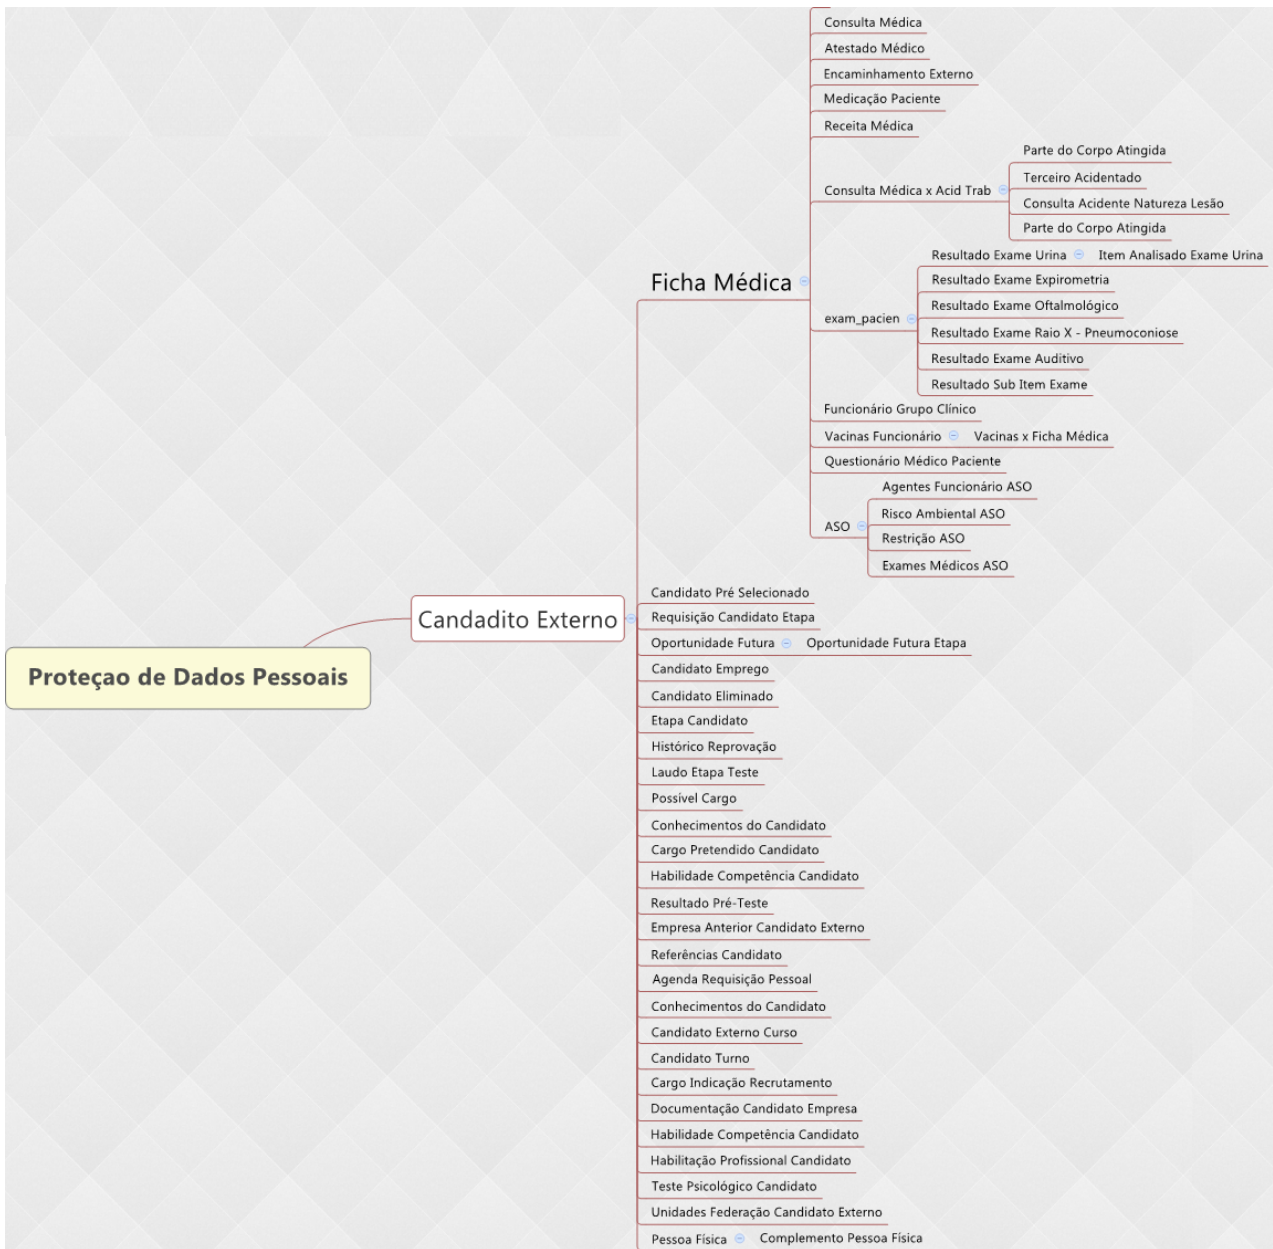 Consulta Médica
Atestado Médico
Encaminhamento Externo
Medicação Paciente
Receita Médica
Parte do Corpo Atingida
Terceiro Acidentado
Consulta Médica x Acid Trab
Consulta Acidente Natureza Lesão
Parte do Corpo Atingida
Resultado Exame Urina Item Analisado Exame Urina
Ficha Médica
Resultado Exame Expirometria
Resultado Exame Oftalmológico
exam_pacien
Resultado Exame Raio X - Pneumoconiose
Resultado Exame Auditivo
Resultado Sub Item Exame
Funcionário Grupo Clínico
Vacinas Funcionário Vacinas x Ficha Médica
Questionário Médico Paciente
Agentes Funcionário ASO
Risco Ambiental ASO
ASO
Restrição ASO
Exames Médicos ASO
Candidato Pré Selecionado
Candadito Externo
Requisição Candidato Etapa
Oportunidade Futura Oportunidade Futura Etapa
Candidato Emprego
Proteçao de Dados Pessoais
Candidato Eliminado
Etapa Candidato
Histórico Reprovação
Laudo Etapa Teste
Possível Cargo
Conhecimentos do Candidato
Cargo Pretendido Candidato
Habilidade Competência Candidato
Resultado Pré-Teste
Empresa Anterior Candidato Externo
Referências Candidato
Agenda Requisição Pessoal
Conhecimentos do Candidato
Candidato Externo Curso
Candidato Turno
Cargo Indicação Recrutamento
Documentação Candidato Empresa
Habilidade Competência Candidato
Habilitação Profissional Candidato
Teste Psicológico Candidato
Unidades Federação Candidato Externo
Pessoa Física Complemento Pessoa Física